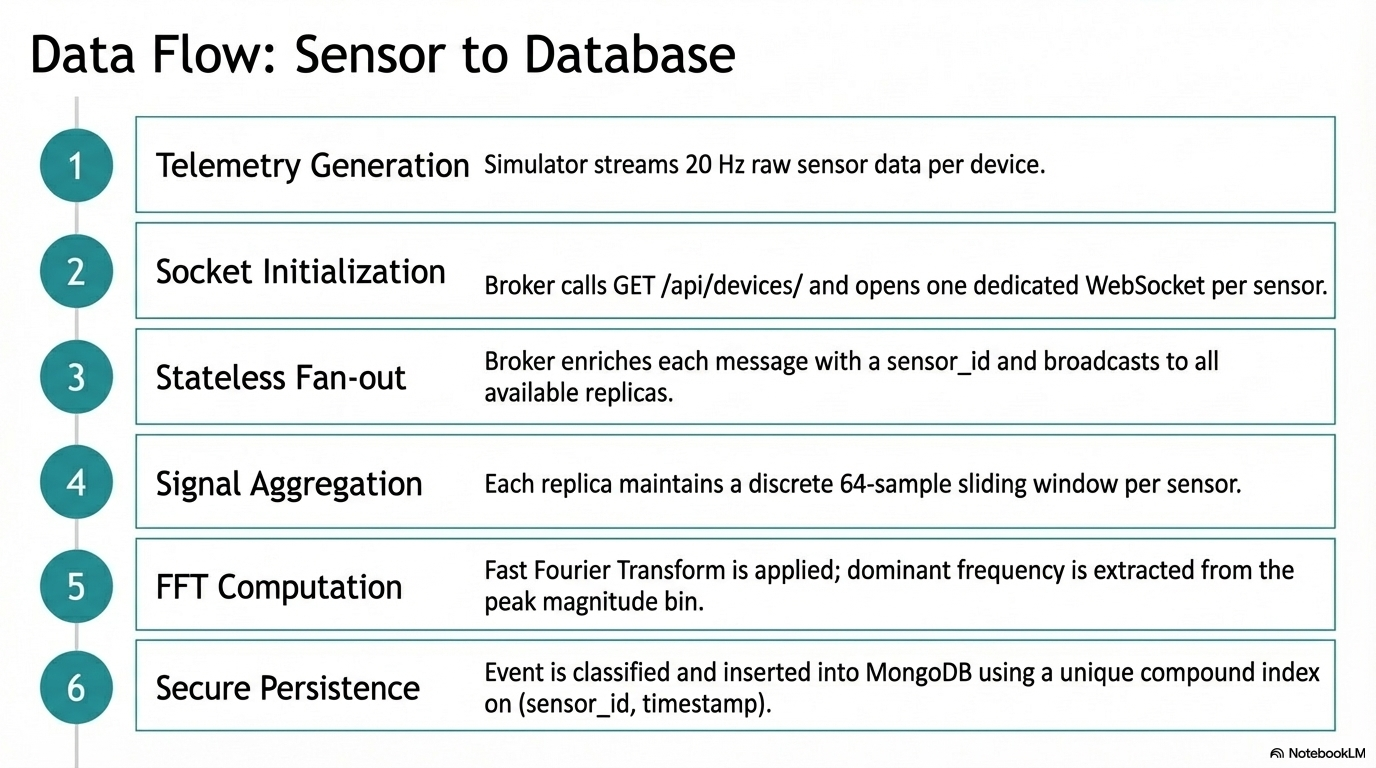 Data Flow: Sensor to Database
1
Telemetry Generation
Simulator streams 20 Hz raw sensor data per device.
2
Socket Initialization
Broker calls GET /api/devices/ and opens one dedicated WebSocket per sensor.
3
Stateless Fan-out
Broker enriches each message with a sensor_id and broadcasts to all
available replicas.
4
Signal Aggregation
Each replica maintains a discrete 64-sample sliding window per sensor.
5
FFT Computation
Fast Fourier Transform is applied; dominant frequency is extracted from the
peak magnitude bin.
6
Secure Persistence
Event is classified and inserted into MongoDB using a unique compound index
on (sensor_id, timestamp).
NotebookLM